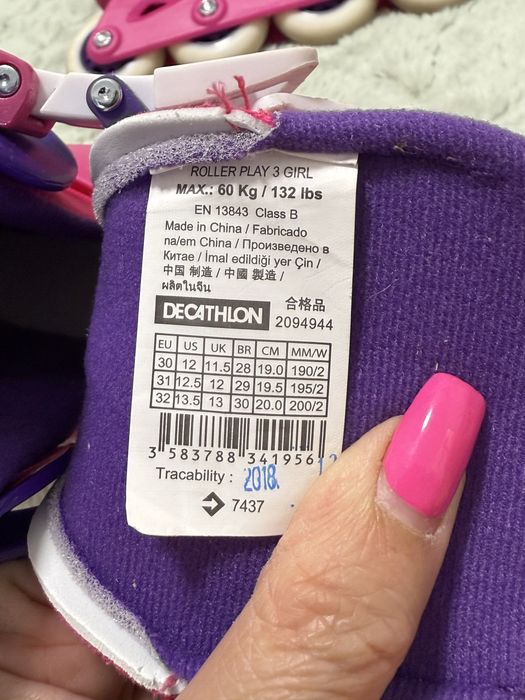 ROLLER PLAY 3 GIRL
MAX.: 60 Kg / 132 lbs
EN 13843 Class B
Made in China / Fabricado
na/em China / Произведено в
Китае / İmal edildiği yer Çin /
中国 制造 / 中國 製造 /
ผลิตในจีน
DECATHLON 合格品
2094944
EU US UK BR CM MM/W
30 12 11.5 28 19.0 190/2
31 12.5 12 29 19.5 195/2
32 13.5 13 30 20.0 200/2
3 583788 341956
Tracability : 2018.
7437